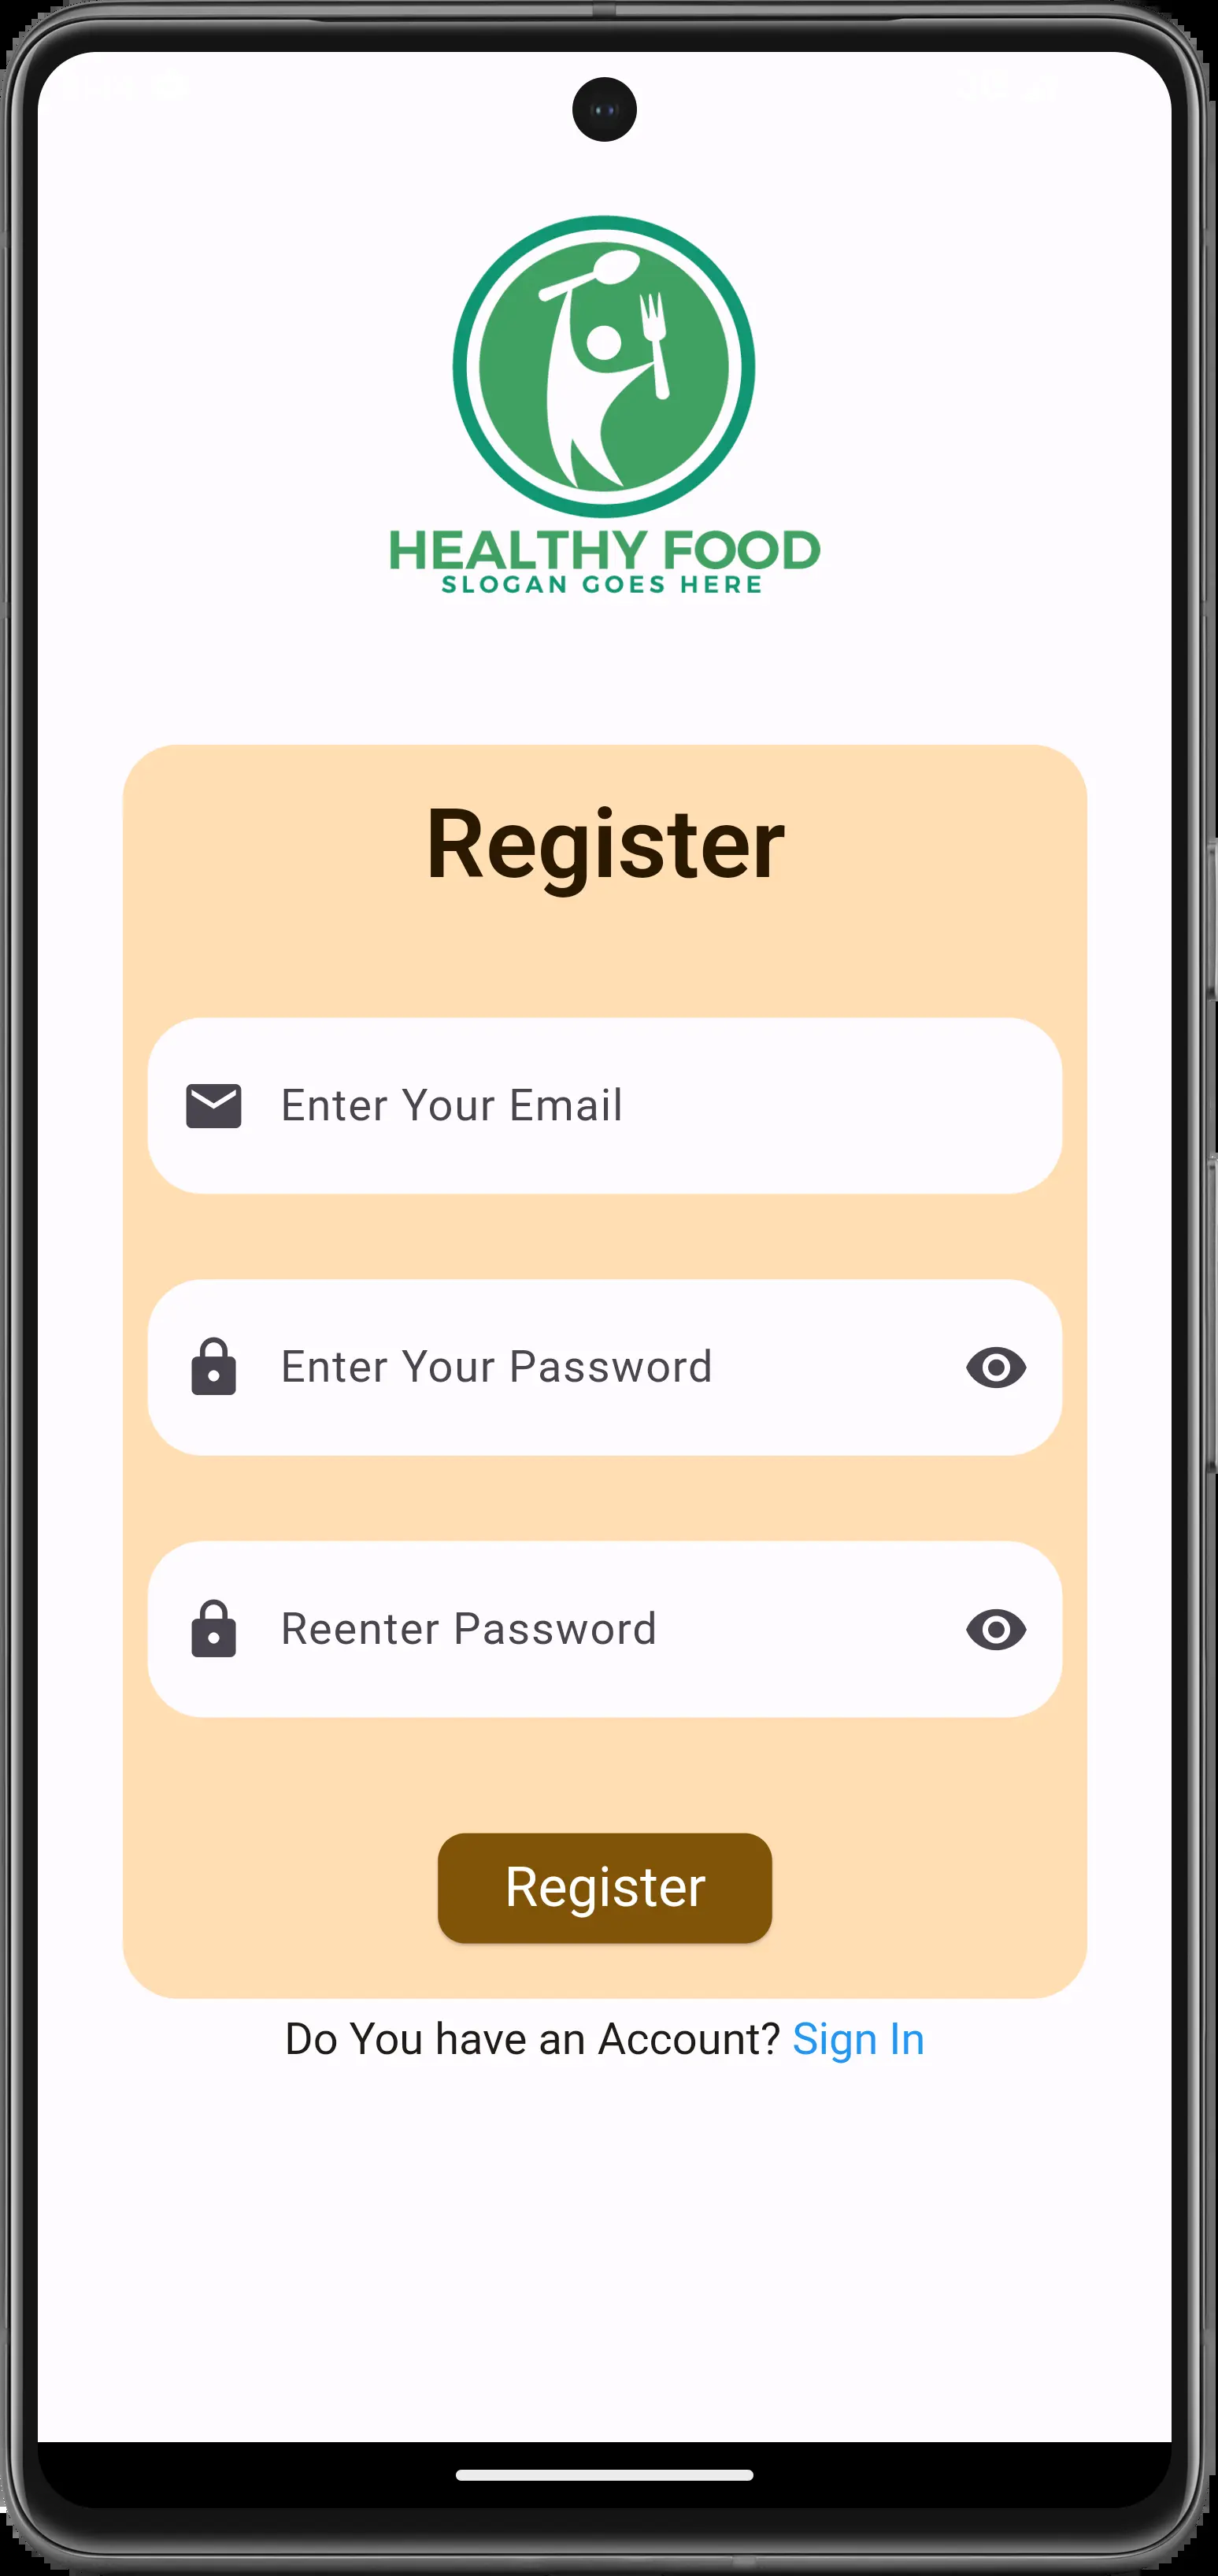 HEALTHY FOOD
SLOGAN GOES HERE
Register
Enter Your Email
Enter Your Password
Reenter Password
Register
Do You have an Account? Sign In